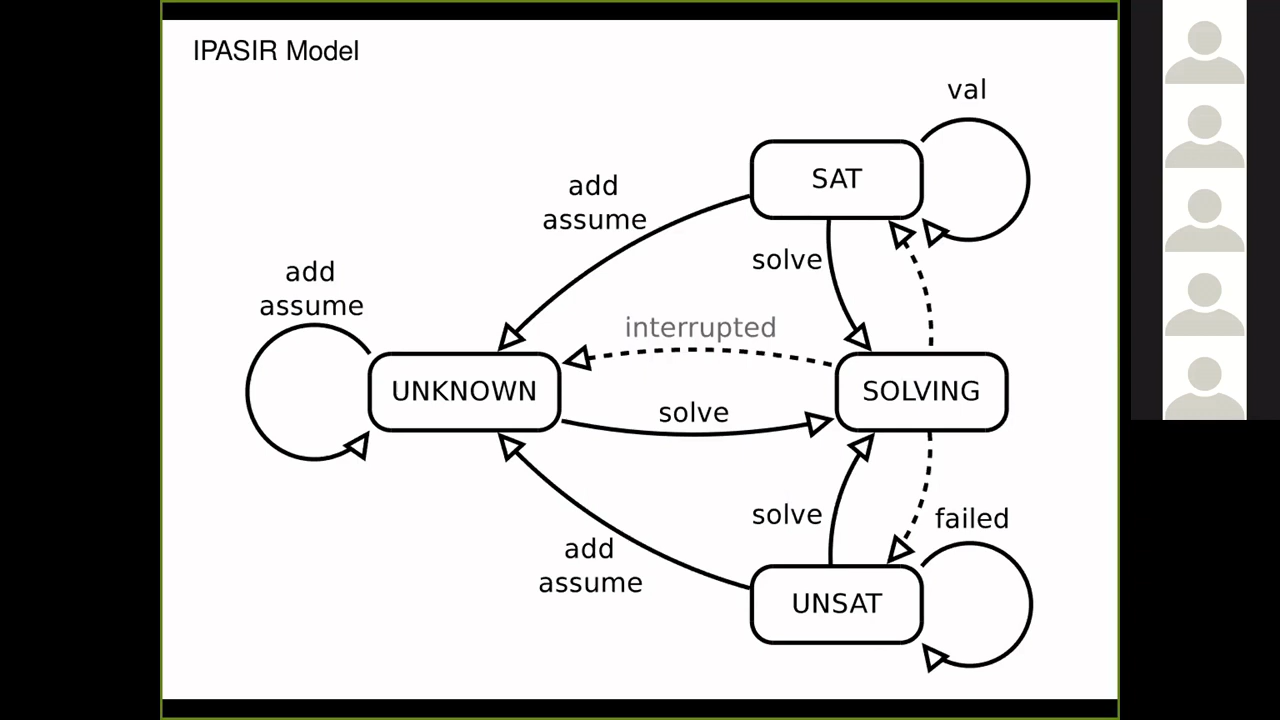 IPASIR Model
val
SAT
add
assume
solve
add
assume
interrupted
UNKNOWN
SOLVING
solve
solve
failed
add
assume
UNSAT